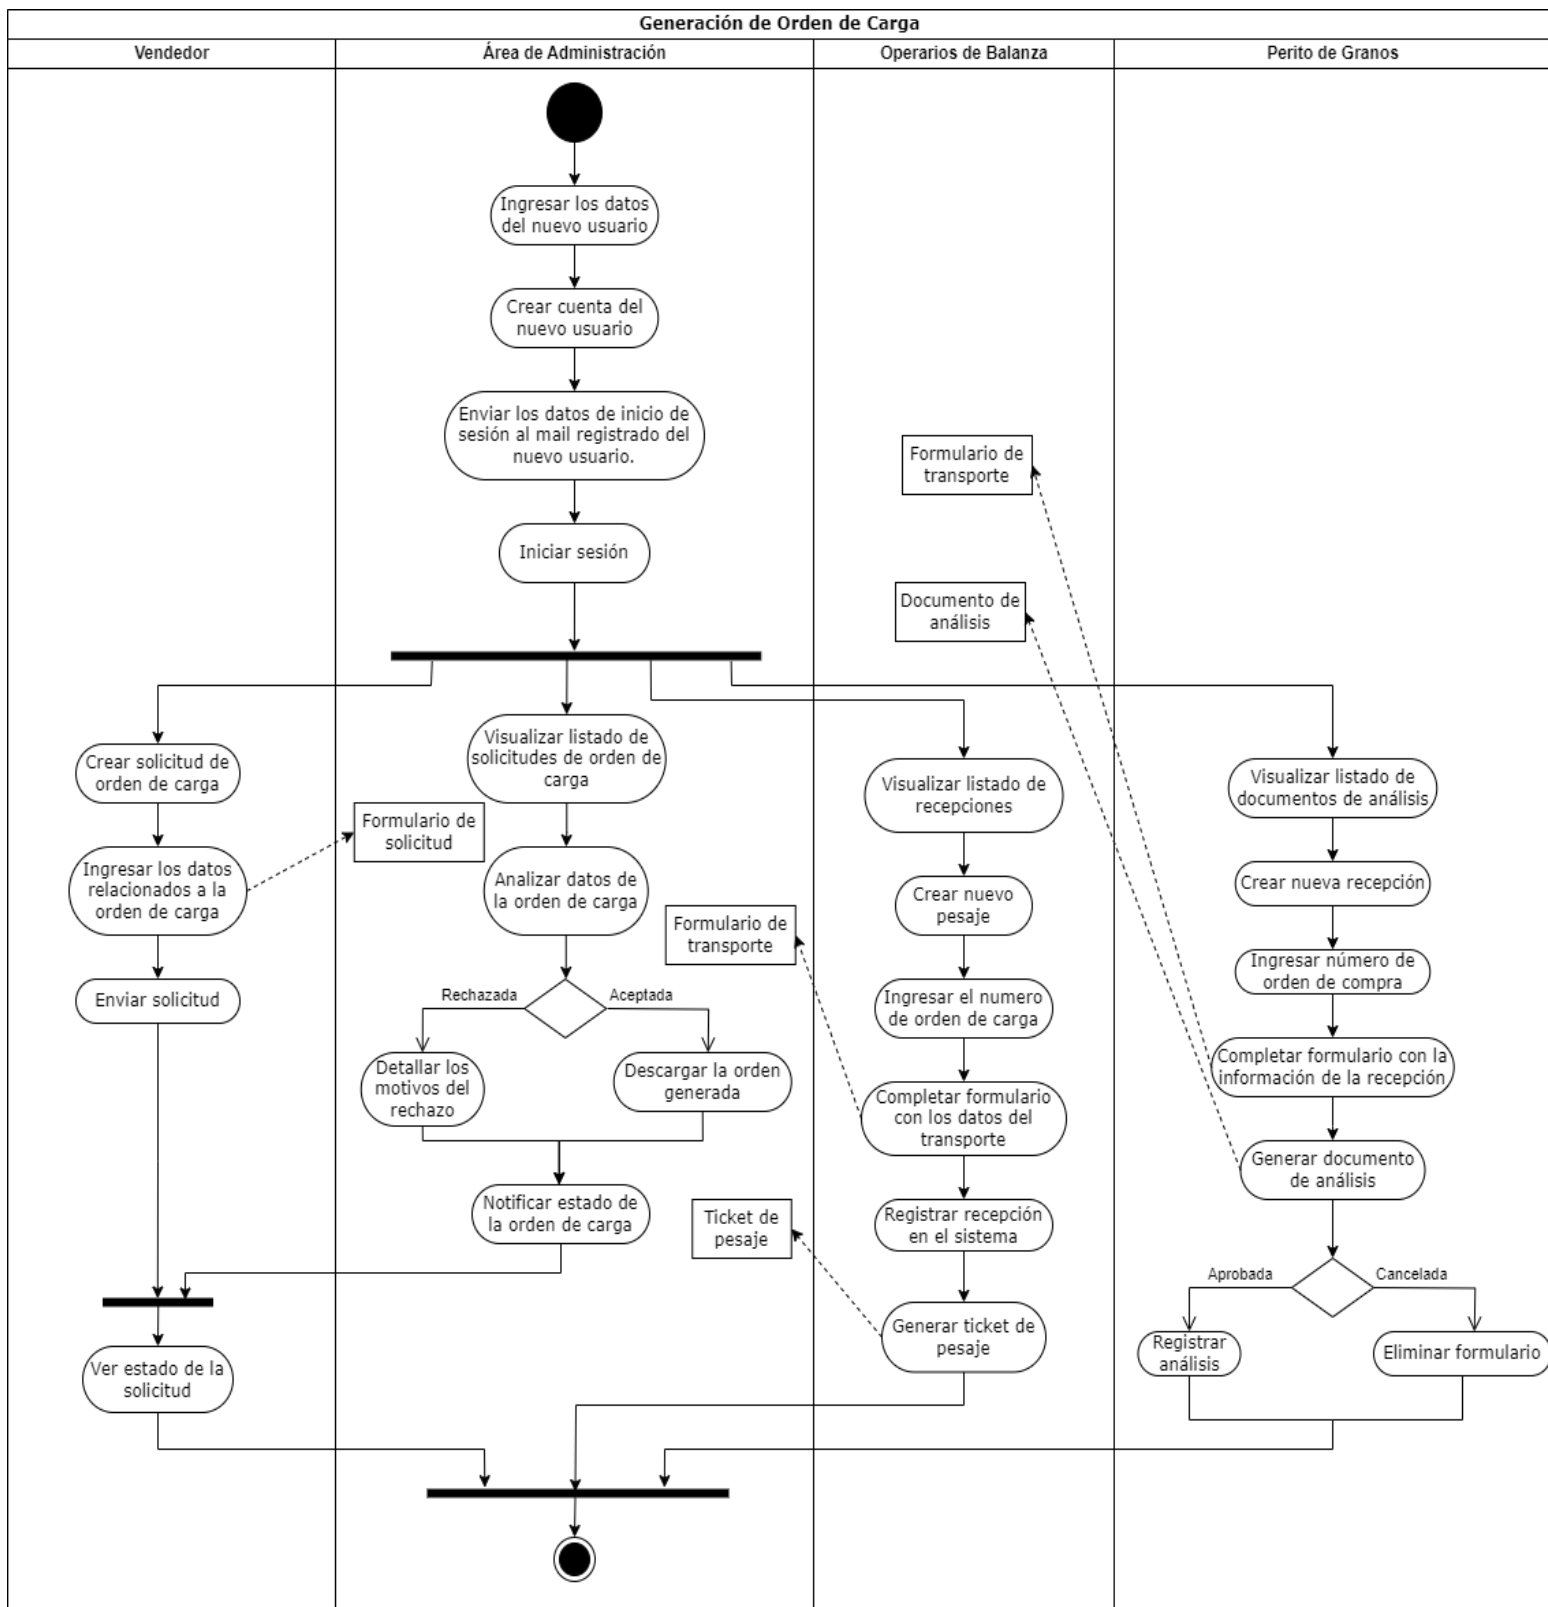 Generación de Orden de Carga
Vendedor
Área de Administración
Operarios de Balanza
Perito de Granos
Ingresar los datos
del nuevo usuario
Crear cuenta del
nuevo usuario
Enviar los datos de inicio de
sesión al mail registrado del
nuevo usuario.
Iniciar sesión
Formulario de
transporte
Documento de
análisis
Crear solicitud de
orden de carga
Ingresar los datos
relacionados a la
orden de carga
Enviar solicitud
Formulario de
solicitud
Visualizar listado de
solicitudes de orden de
carga
Analizar datos de
la orden de carga
Rechazada
Aceptada
Detallar los
motivos del
rechazo
Descargar la orden
generada
Notificar estado de
la orden de carga
Ver estado de la
solicitud
Visualizar listado de
recepciones
Crear nuevo
pesaje
Formulario de
transporte
Ingresar el numero
de orden de carga
Completar formulario
con los datos del
transporte
Registrar recepción
en el sistema
Ticket de
pesaje
Generar ticket de
pesaje
Visualizar listado de
documentos de análisis
Crear nueva recepción
Ingresar número de
orden de compra
Completar formulario con la
información de la recepción
Generar documento
de análisis
Aprobada
Cancelada
Registrar
análisis
Eliminar formulario